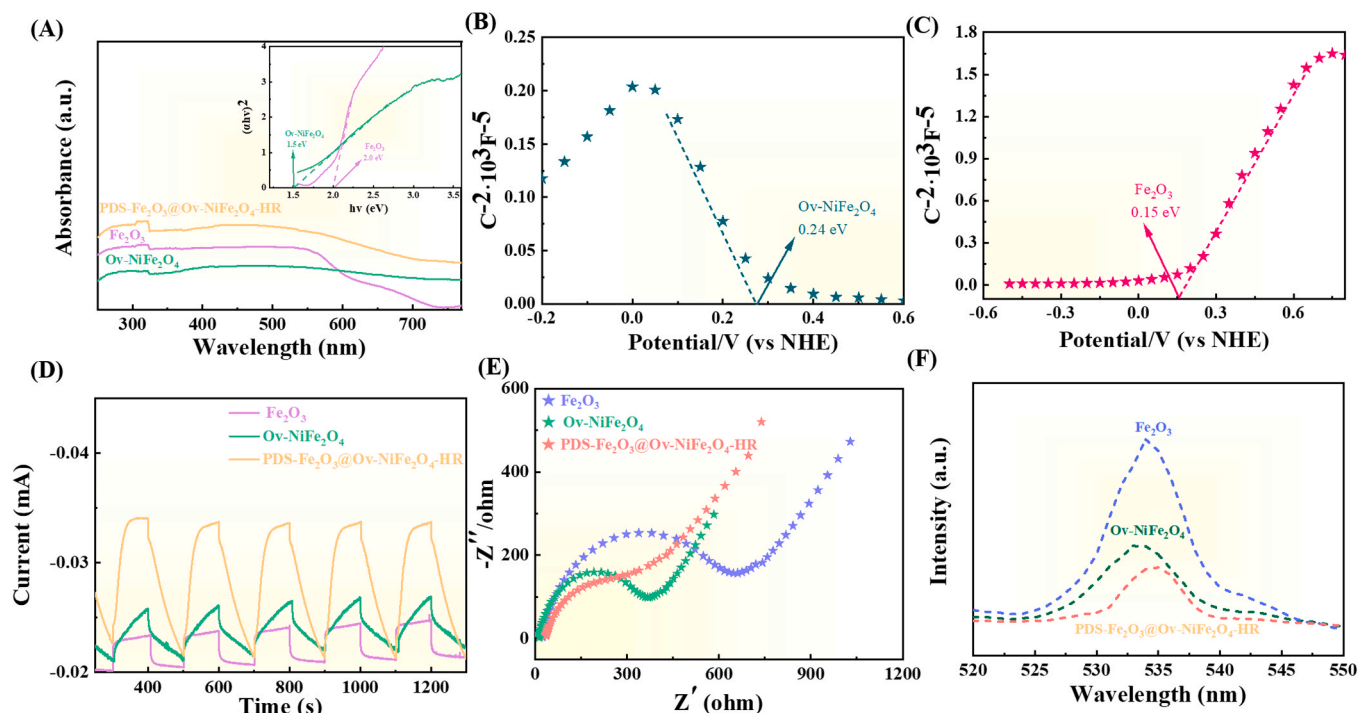 (A)
Absorbance (a.u.)
PDS-Fe₂O₃@Ov-NiFe₂O₄-HR
Fe₂O₃
Ov-NiFe₂O₄
300 400 500 600 700
Wavelength (nm)
(αhv)²
4
3
2
1
0
Ov-NiFe₂O₄
1.5 eV
Fe₂O₃
2.0 eV
1.0 1.5 2.0 2.5 3.0 3.5
hv (eV)
(B)
C⁻²·10³F-5
0.25
0.20
0.15
0.10
0.05
0.00
Ov-NiFe₂O₄
0.24 eV
-0.2 0.0 0.2 0.4 0.6
Potential/V (vs NHE)
(C)
C⁻²·10³F-5
1.8
1.5
1.2
0.9
0.6
0.3
0.0
Fe₂O₃
0.15 eV
-0.6 -0.3 0.0 0.3 0.6
Potential/V (vs NHE)
(D)
Current (mA)
-0.04
-0.03
-0.02
Fe₂O₃
Ov-NiFe₂O₄
PDS-Fe₂O₃@Ov-NiFe₂O₄-HR
400 600 800 1000 1200
Time (s)
(E)
-Z″/ohm
-600
400
200
0
Fe₂O₃
Ov-NiFe₂O₄
PDS-Fe₂O₃@Ov-NiFe₂O₄-HR
0 300 600 900 1200
Z′ (ohm)
(F)
Intensity (a.u.)
Fe₂O₃
Ov-NiFe₂O₄
PDS-Fe₂O₃@Ov-NiFe₂O₄-HR
520 525 530 535 540 545 550
Wavelength (nm)